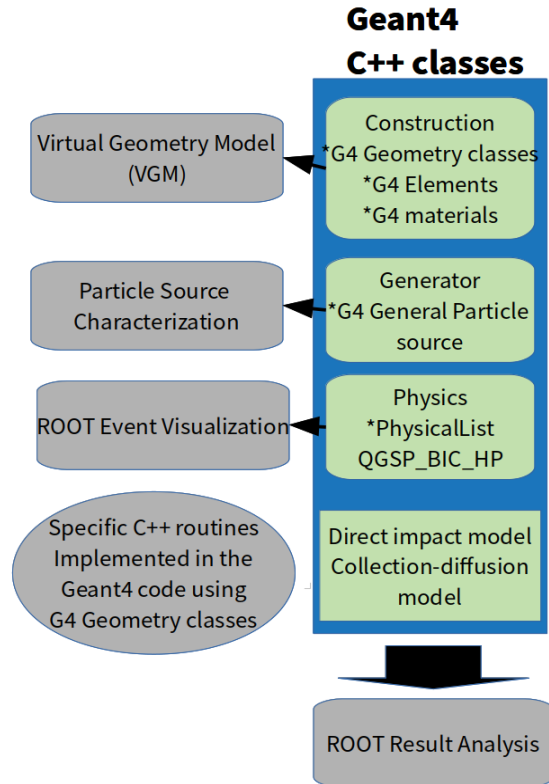 Geant4
C++ classes
Virtual Geometry Model
(VGM)
Construction
*G4 Geometry classes
*G4 Elements
*G4 materials
Particle Source
Characterization
Generator
*G4 General Particle
source
ROOT Event Visualization
Physics
*PhysicalList
QGSP_BIC_HP
Specific C++ routines
Implemented in the
Geant4 code using
G4 Geometry classes
Direct impact model
Collection-diffusion
model
ROOT Result Analysis